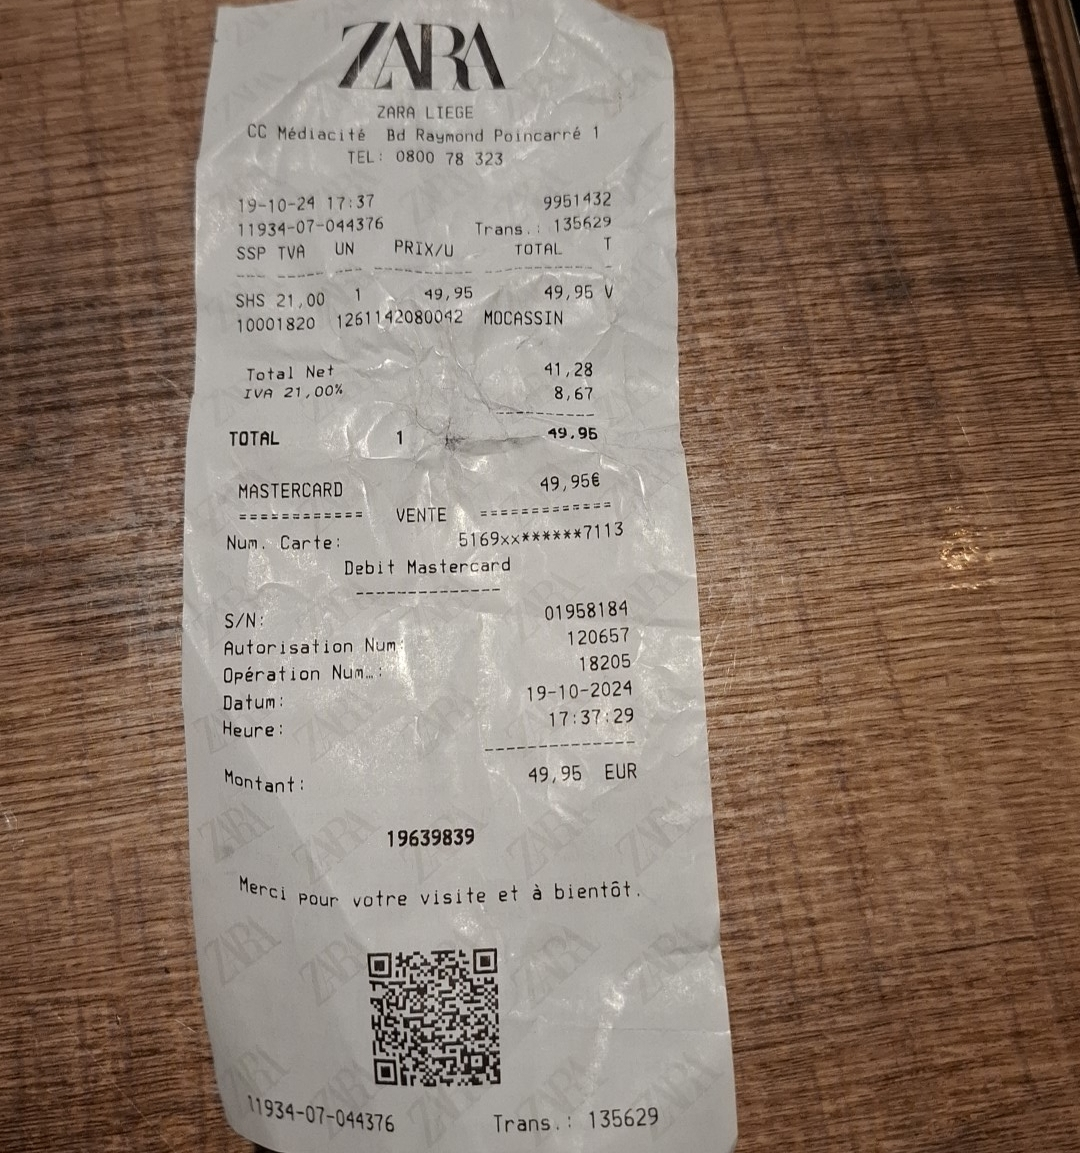 ZARA
ZARA LIEGE
CC Médiacité Bd Raymond Poincarré 1
TEL: 0800 78 323
19-10-24 17:37 9951432
11934-07-044376 Trans.: 135629
SSP TVA UN PRIX/U TOTAL T
SHS 21,00 1 49,95 49,95 V
10001820 1261142080042 MOCASSIN
Total Net 41,28
IVA 21,00% 8,67
TOTAL 1 49.95
MASTERCARD 49,95€
============ VENTE ============
Num. Carte: 5169xx******7113
Debit Mastercard
--------------
S/N: 01958184
Autorisation Num: 120657
Opération Num…: 18205
Datum: 19-10-2024
Heure: 17:37:29
--------------
Montant: 49,95 EUR
19639839
Merci pour votre visite et à bientôt.
11934-07-044376 Trans.: 135629